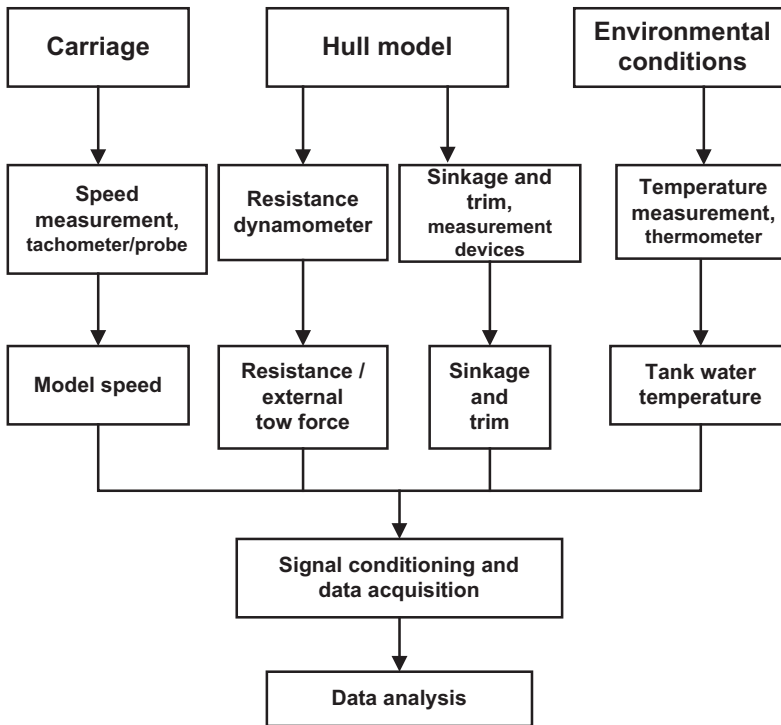 Carriage
Hull model
Environmental
conditions
Speed
measurement,
tachometer/probe
Resistance
dynamometer
Sinkage and
trim,
measurement
devices
Temperature
measurement,
thermometer
Model speed
Resistance /
external
tow force
Sinkage
and
trim
Tank water
temperature
Signal conditioning and
data acquisition
Data analysis